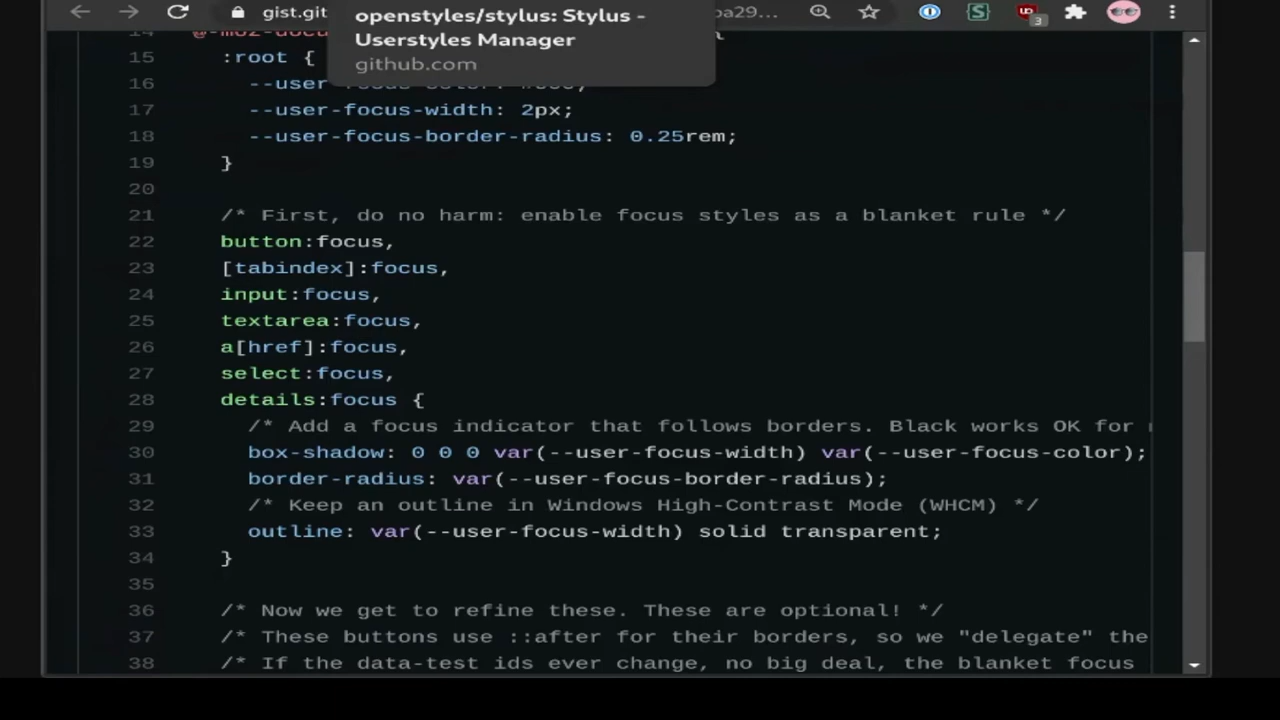 gist.git
openstyles/stylus: Stylus -
Userstyles Manager
github.com
ba29...
3
14 {
15 :root {
16 --user
17 --user-focus-width: 2px;
18 --user-focus-border-radius: 0.25rem;
19 }
20
21 /* First, do no harm: enable focus styles as a blanket rule */
22 button:focus,
23 [tabindex]:focus,
24 input:focus,
25 textarea:focus,
26 a[href]:focus,
27 select:focus,
28 details:focus {
29 /* Add a focus indicator that follows borders. Black works OK for
30 box-shadow: 0 0 0 var(--user-focus-width) var(--user-focus-color);
31 border-radius: var(--user-focus-border-radius);
32 /* Keep an outline in Windows High-Contrast Mode (WHCM) */
33 outline: var(--user-focus-width) solid transparent;
34 }
35
36 /* Now we get to refine these. These are optional! */
37 /* These buttons use ::after for their borders, so we "delegate" the
38 /* If the data-test ids ever change, no big deal, the blanket focus